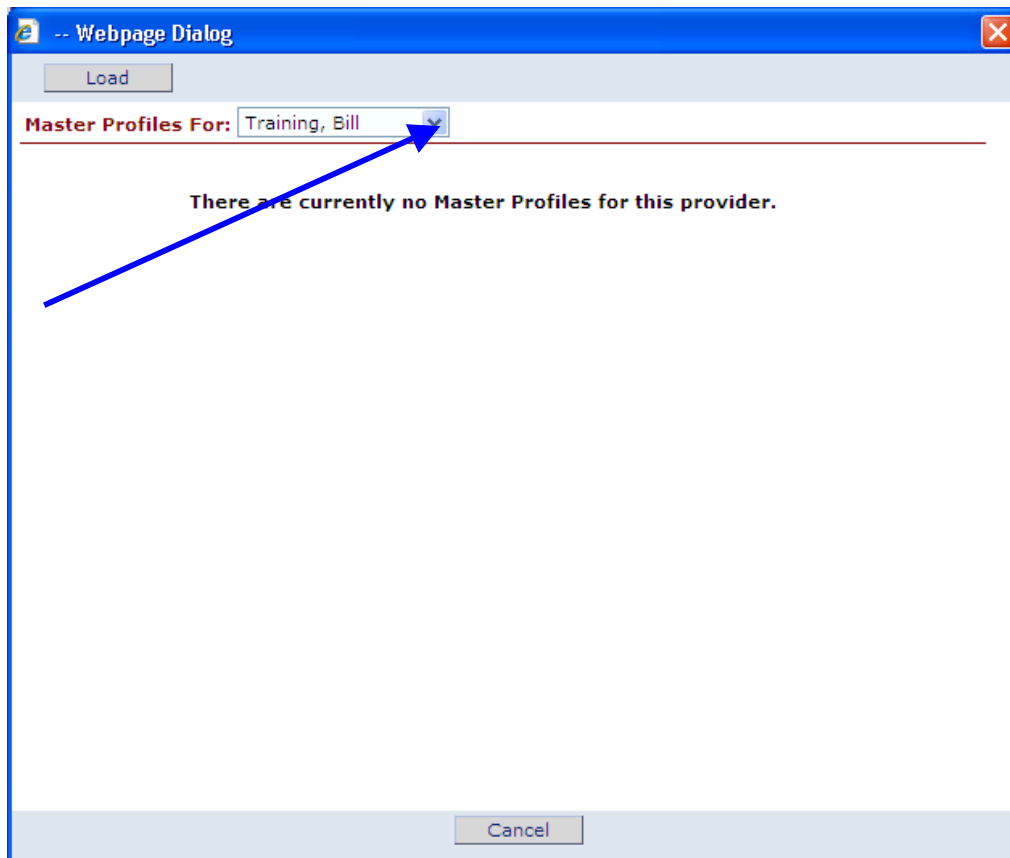 -- Webpage Dialog
Load
Master Profiles For: Training, Bill
There are currently no Master Profiles for this provider.
Cancel